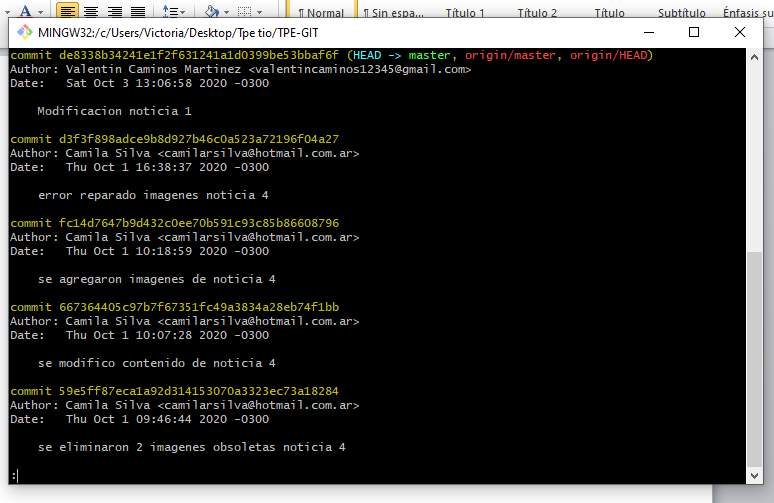 ¶ Normal
¶ Sin espa...
Título 1
Título 2
Título
Subtítulo
Énfasis su
MINGW32:/c/Users/Victoria/Desktop/Tpe tio/TPE-GIT
commit de8338b34241e1f2f631241a1d0399be53bbaf6f (HEAD -> master, origin/master, origin/HEAD)
Author: Valentin Caminos Martinez <valentincaminos12345@gmail.com>
Date:   Sat Oct 3 13:06:58 2020 -0300
Modificacion noticia 1
commit d3f3f898adce9b8d927b46c0a523a72196f04a27
Author: Camila Silva <camilarsilva@hotmail.com.ar>
Date:   Thu Oct 1 16:38:37 2020 -0300
error reparado imagenes noticia 4
commit fc14d7647b9d432c0ee70b591c93c85b86608796
Author: Camila Silva <camilarsilva@hotmail.com.ar>
Date:   Thu Oct 1 10:18:59 2020 -0300
se agregaron imagenes de noticia 4
commit 667364405c97b7f67351fc49a3834a28eb74f1bb
Author: Camila Silva <camilarsilva@hotmail.com.ar>
Date:   Thu Oct 1 10:07:28 2020 -0300
se modifico contenido de noticia 4
commit 59e5ff87eca1a92d314153070a3323ec73a18284
Author: Camila Silva <camilarsilva@hotmail.com.ar>
Date:   Thu Oct 1 09:46:44 2020 -0300
se eliminaron 2 imagenes obsoletas noticia 4
: